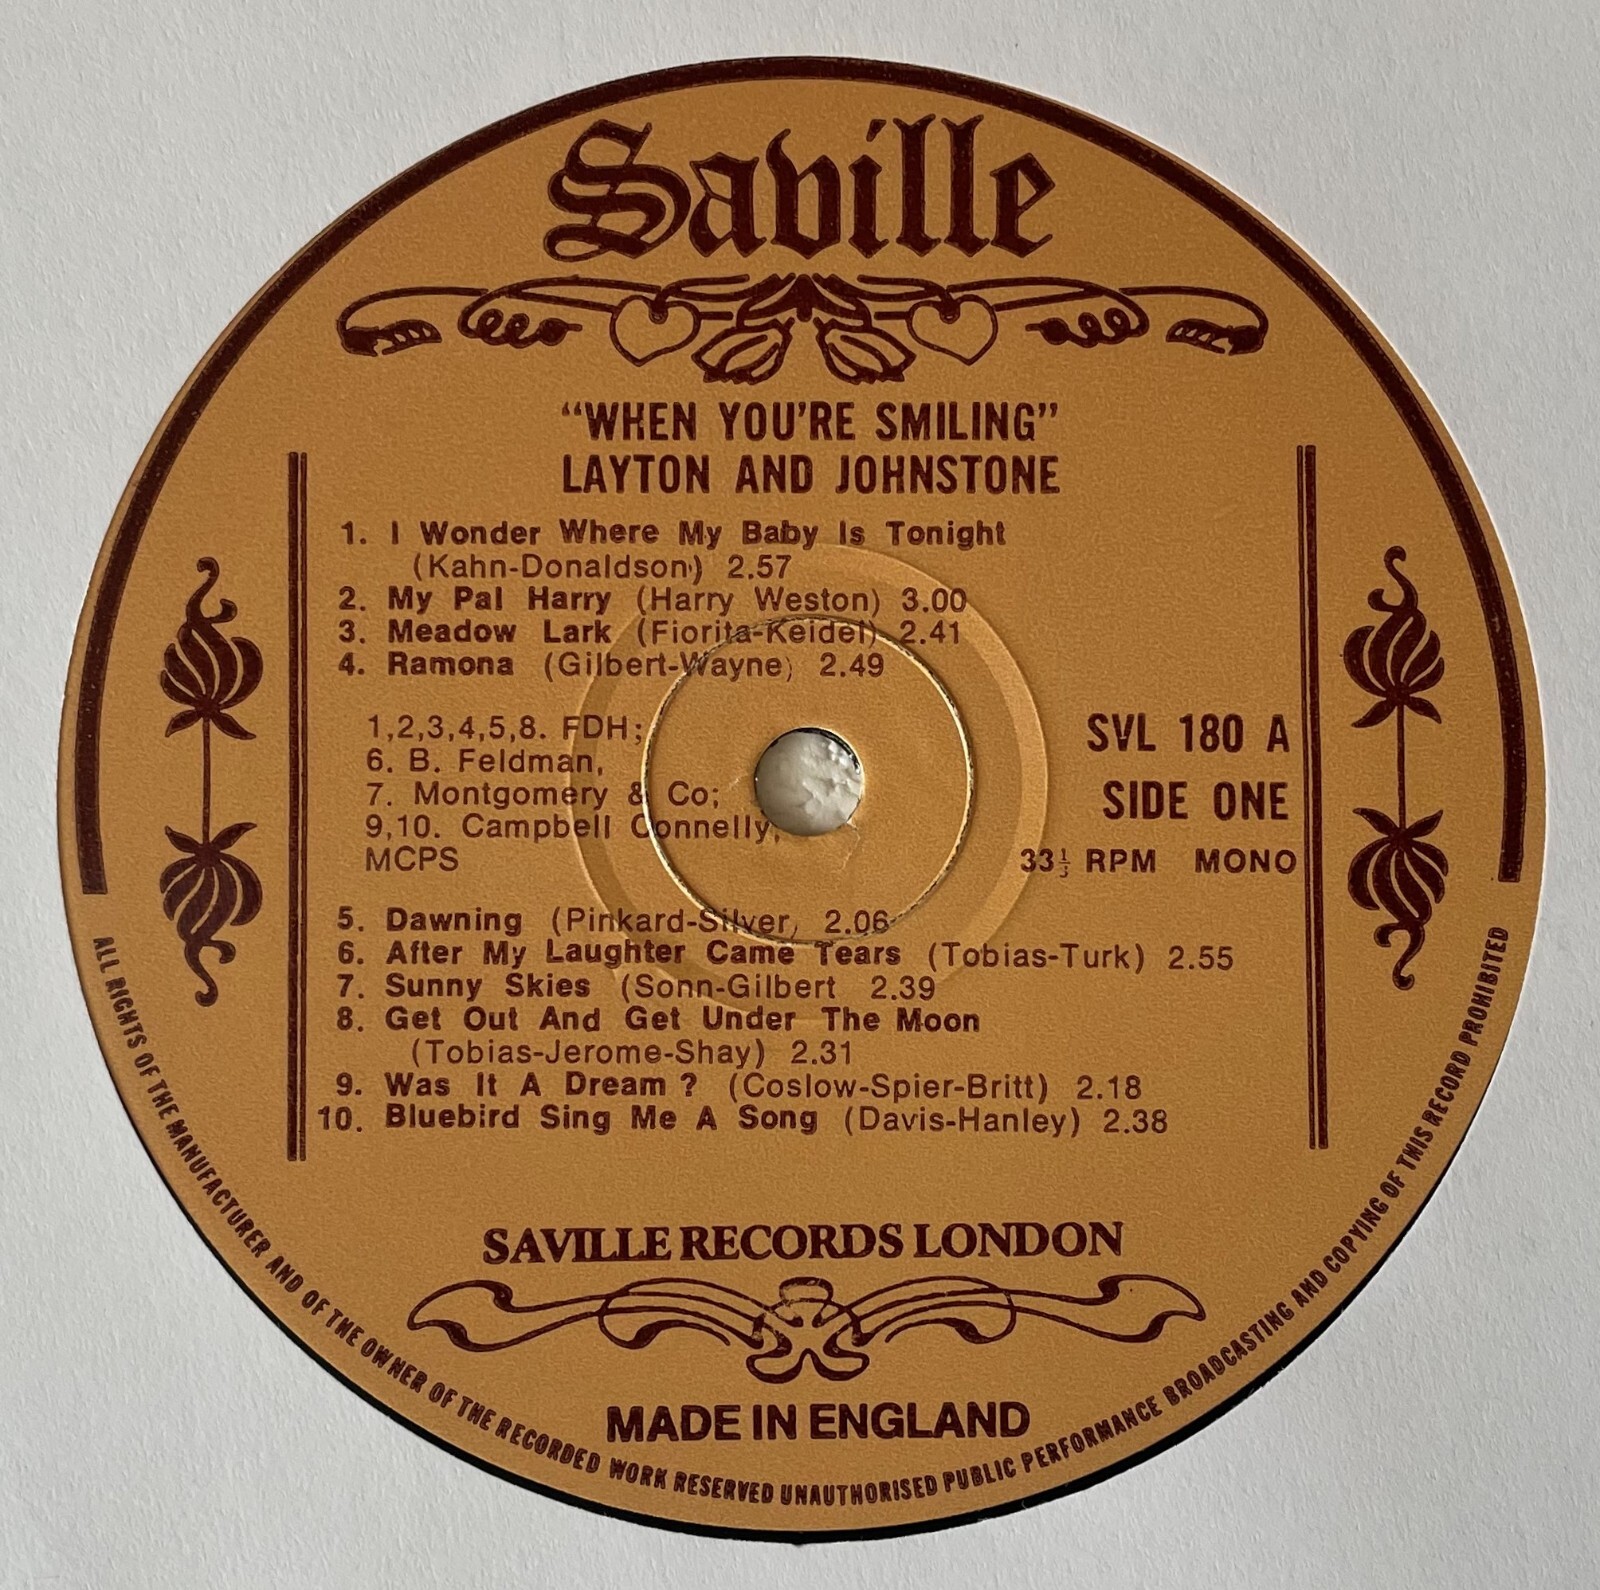 Saville
“WHEN YOU’RE SMILING”
LAYTON AND JOHNSTONE
1. I Wonder Where My Baby Is Tonight
(Kahn-Donaldson) 2.57
2. My Pal Harry (Harry Weston) 3.00
3. Meadow Lark (Fiorita-Keidel) 2.41
4. Ramona (Gilbert-Wayne) 2.49
1,2,3,4,5,8. FDH;
6. B. Feldman,
7. Montgomery & Co;
9,10. Campbell Connelly,
MCPS
SVL 180 A
SIDE ONE
33⅓ RPM MONO
5. Dawning (Pinkard-Silver) 2.06
6. After My Laughter Came Tears (Tobias-Turk) 2.55
7. Sunny Skies (Sonn-Gilbert 2.39
8. Get Out And Get Under The Moon
(Tobias-Jerome-Shay) 2.31
9. Was It A Dream ? (Coslow-Spier-Britt) 2.18
10. Bluebird Sing Me A Song (Davis-Hanley) 2.38
SAVILLE RECORDS LONDON
MADE IN ENGLAND
ALL RIGHTS OF THE MANUFACTURER AND OF THE OWNER OF THE RECORDED WORK RESERVED UNAUTHORISED PUBLIC PERFORMANCE BROADCASTING AND COPYING OF THIS RECORD PROHIBITED